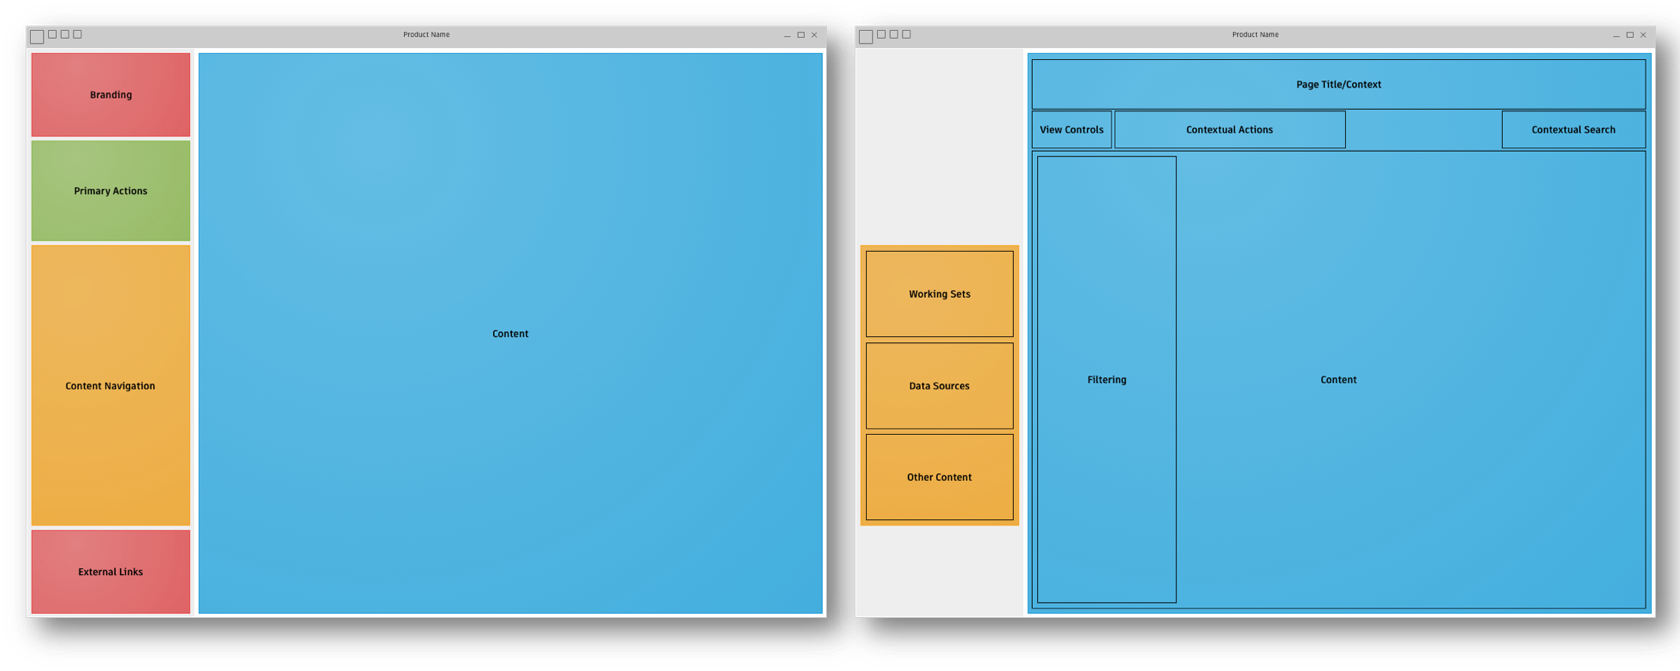 Product Name
Branding
Primary Actions
Content Navigation
External Links
Content
Product Name
Page Title/Context
View Controls
Contextual Actions
Contextual Search
Working Sets
Data Sources
Other Content
Filtering
Content